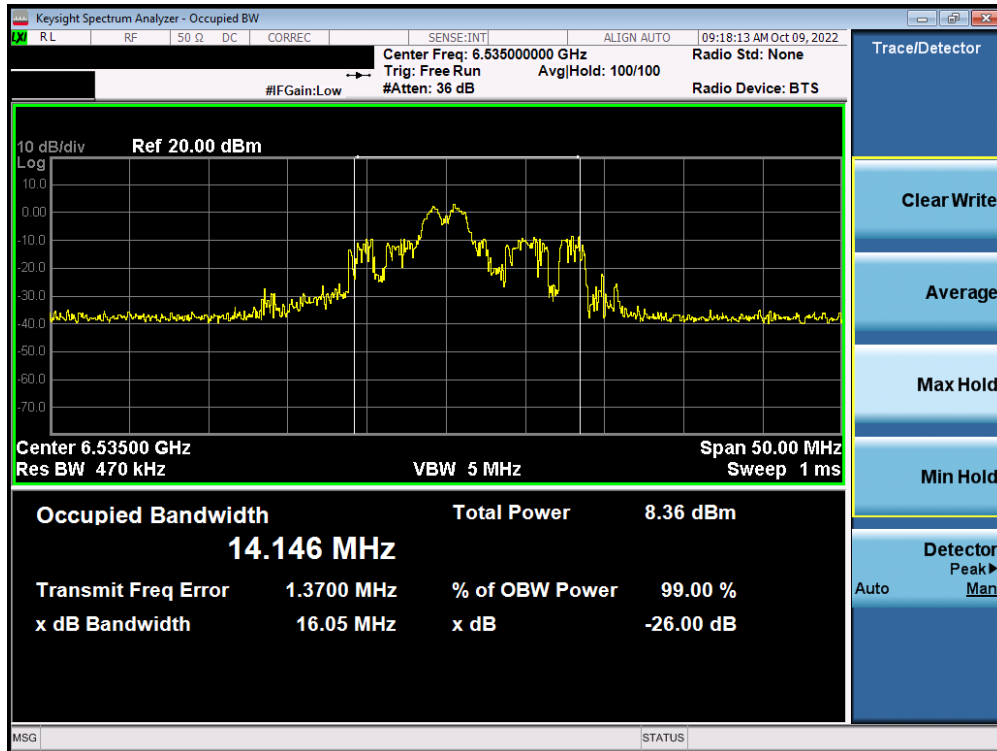 Keysight Spectrum Analyzer - Occupied BW
LXI RL RF 50 Ω DC CORREC SENSE:INT ALIGN AUTO 09:18:13 AM Oct 09, 2022
Center Freq: 6.535000000 GHz Radio Std: None
Trig: Free Run Avg|Hold: 100/100
#IFGain:Low #Atten: 36 dB Radio Device: BTS
Trace/Detector
10 dB/div Ref 20.00 dBm
Log
10.0
0.00
-10.0
-20.0
-30.0
-40.0
-50.0
-60.0
-70.0
Center 6.53500 GHz Span 50.00 MHz
Res BW 470 kHz VBW 5 MHz Sweep 1 ms
Clear Write
Average
Max Hold
Min Hold
Detector
Peak▶
Auto Man
Occupied Bandwidth Total Power 8.36 dBm
14.146 MHz
Transmit Freq Error 1.3700 MHz % of OBW Power 99.00 %
x dB Bandwidth 16.05 MHz x dB -26.00 dB
MSG STATUS